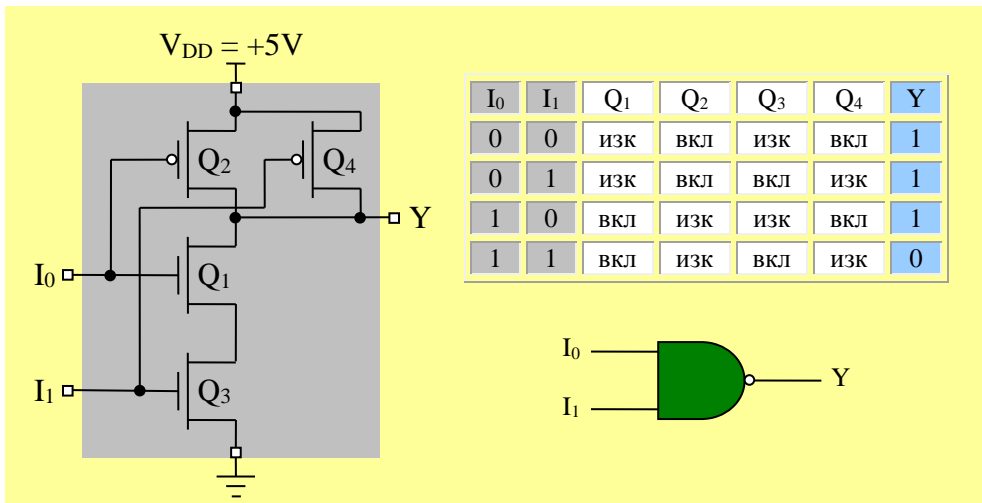 V_DD = +5V
Q₂
Q₄
Y
I₀
Q₁
I₁
Q₃
I₀ I₁ Q₁ Q₂ Q₃ Q₄ Y
0 0 изк вкл изк вкл 1
0 1 изк вкл вкл изк 1
1 0 вкл изк изк вкл 1
1 1 вкл изк вкл изк 0
I₀
Y
I₁